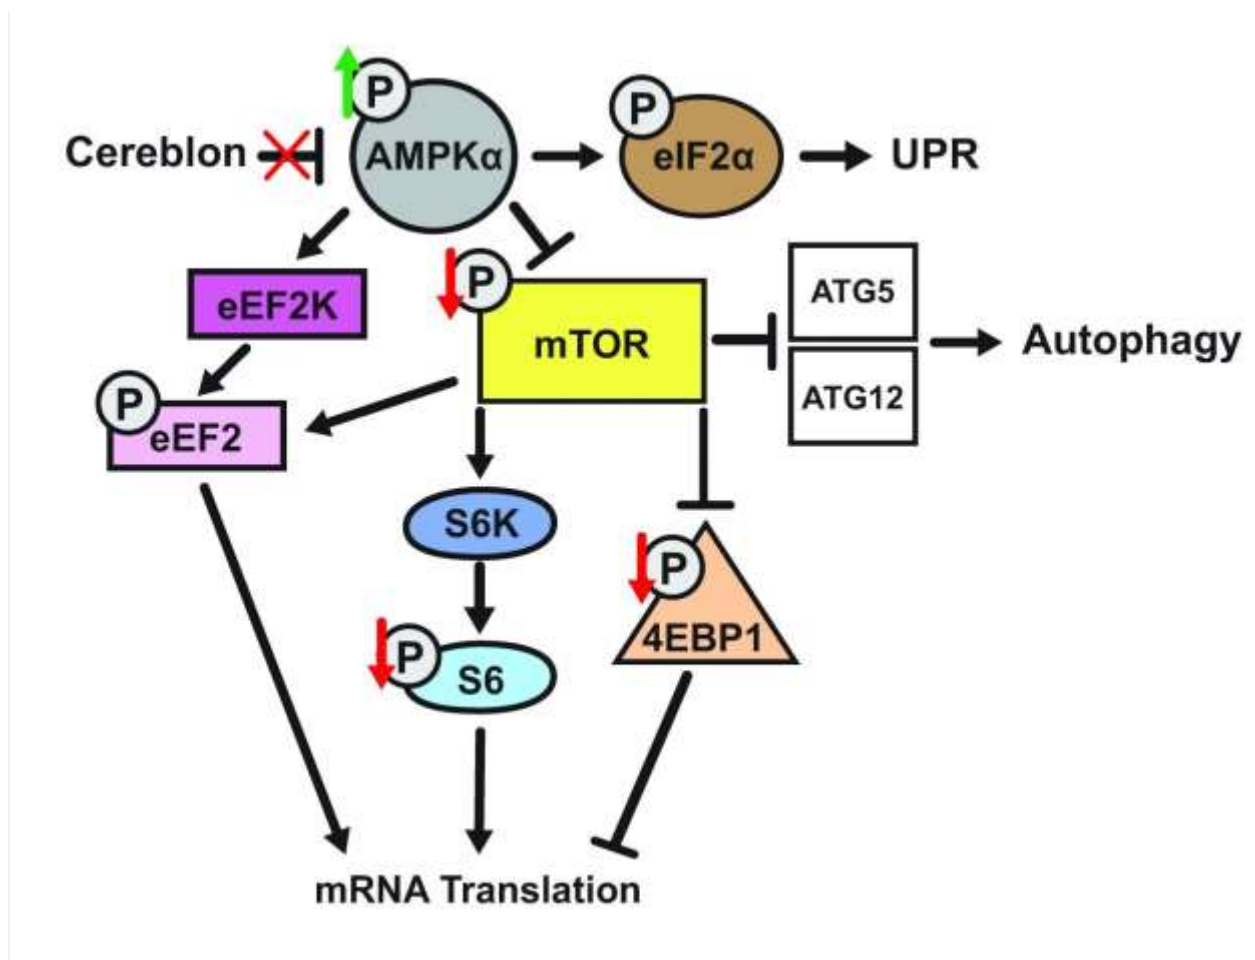 P
P
Cereblon
AMPKα
eIF2α
UPR
P
eEF2K
ATG5
mTOR
Autophagy
P
ATG12
eEF2
S6K
P
P
4EBP1
S6
mRNA Translation